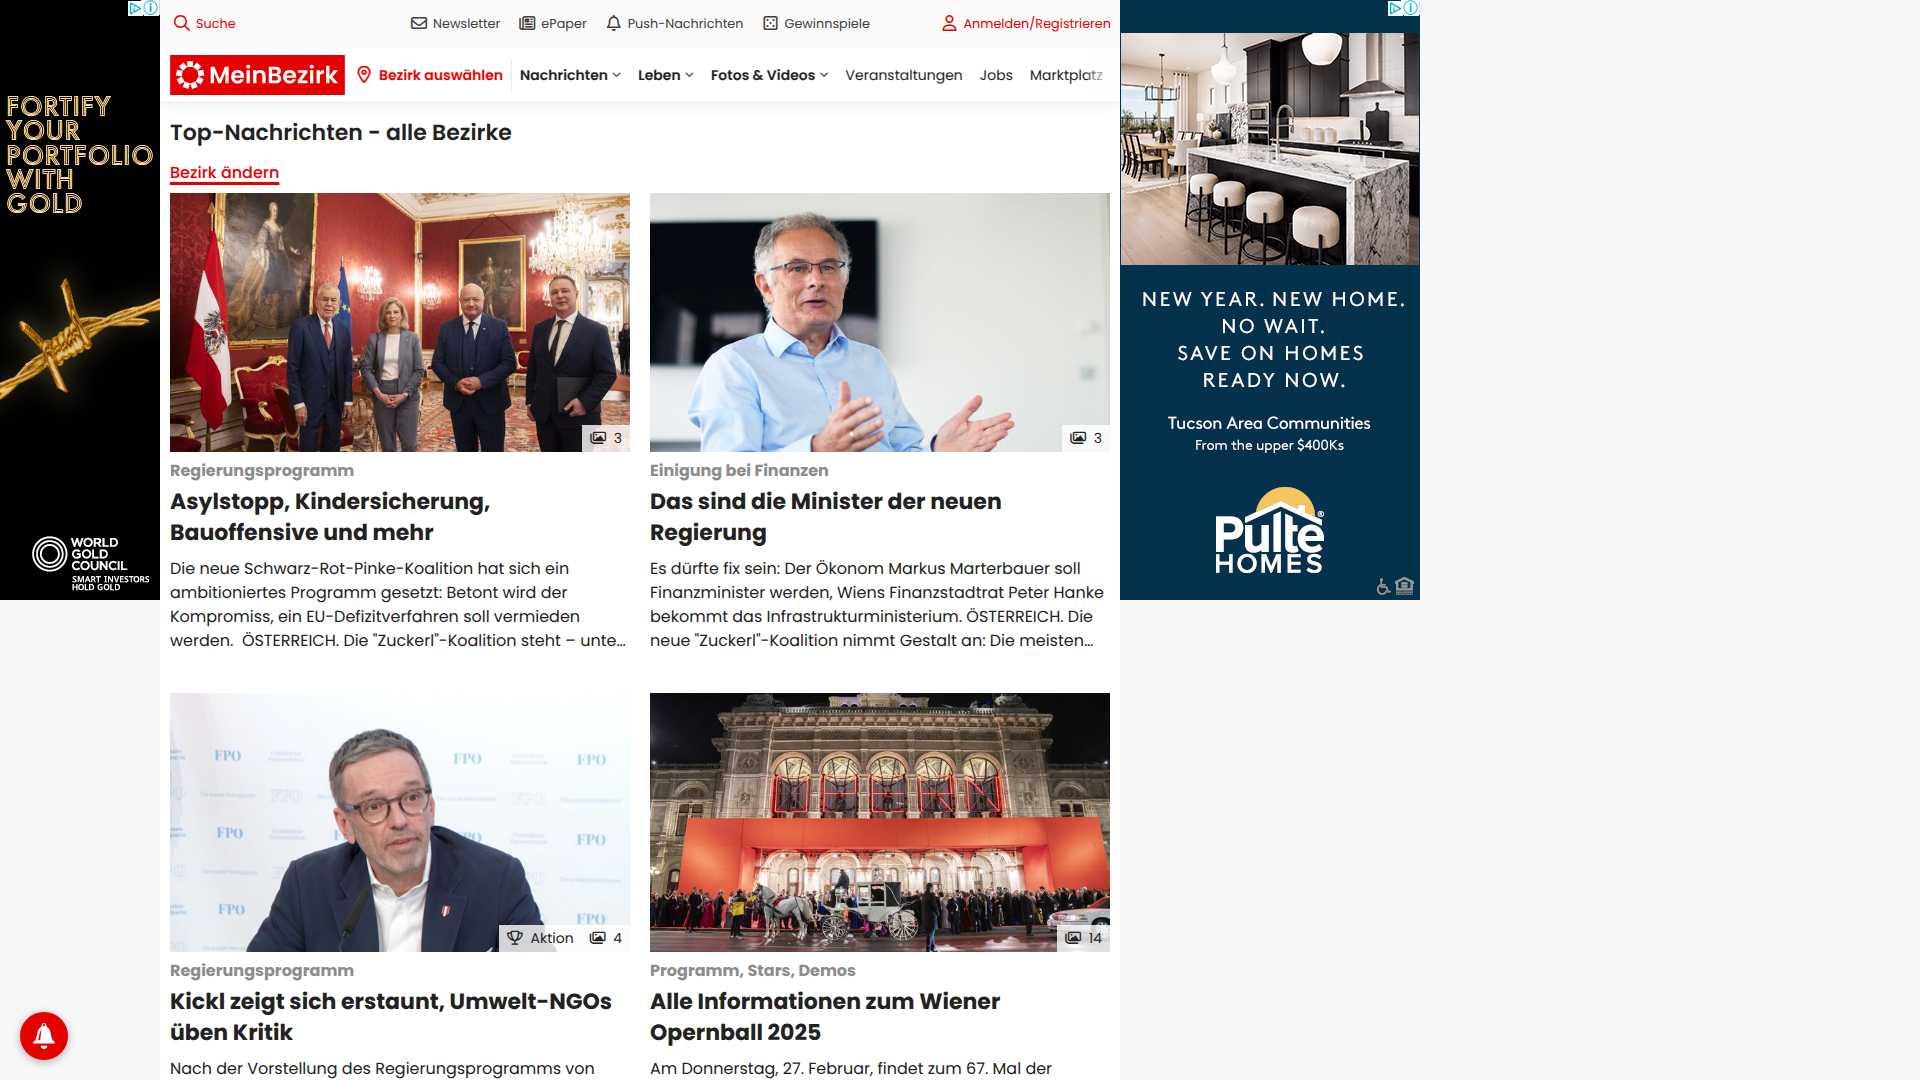 Suche
Newsletter
ePaper
Push-Nachrichten
Gewinnspiele
Anmelden/Registrieren
MeinBezirk
Bezirk auswählen
Nachrichten
Leben
Fotos & Videos
Veranstaltungen
Jobs
Marktplatz
FORTIFY
YOUR
PORTFOLIO
WITH
GOLD
WORLD
GOLD
COUNCIL
SMART INVESTORS
HOLD GOLD
Top-Nachrichten - alle Bezirke
Bezirk ändern
3
Regierungsprogramm
Asylstopp, Kindersicherung,
Bauoffensive und mehr
Die neue Schwarz-Rot-Pinke-Koalition hat sich ein
ambitioniertes Programm gesetzt: Betont wird der
Kompromiss, ein EU-Defizitverfahren soll vermieden
werden. ÖSTERREICH. Die "Zuckerl"-Koalition steht – unte...
3
Einigung bei Finanzen
Das sind die Minister der neuen
Regierung
Es dürfte fix sein: Der Ökonom Markus Marterbauer soll
Finanzminister werden, Wiens Finanzstadtrat Peter Hanke
bekommt das Infrastrukturministerium. ÖSTERREICH. Die
neue "Zuckerl"-Koalition nimmt Gestalt an: Die meisten...
FPO
FPO
FPO
FPO
FPO
FPO
FPO
FPO
Aktion
4
Regierungsprogramm
Kickl zeigt sich erstaunt, Umwelt-NGOs
üben Kritik
Nach der Vorstellung des Regierungsprogramms von
14
Programm, Stars, Demos
Alle Informationen zum Wiener
Opernball 2025
Am Donnerstag, 27. Februar, findet zum 67. Mal der
NEW YEAR. NEW HOME.
NO WAIT.
SAVE ON HOMES
READY NOW.
Tucson Area Communities
From the upper $400Ks
Pulte®
HOMES